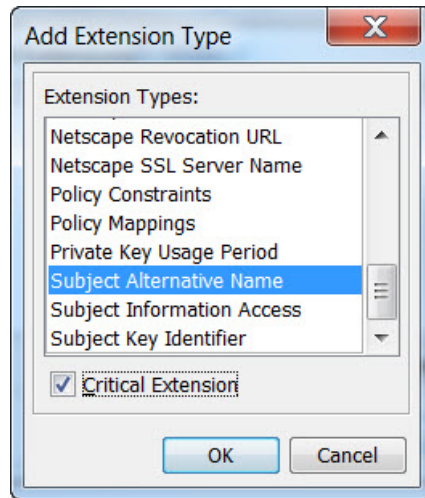 Add Extension Type
Extension Types:
Netscape Revocation URL
Netscape SSL Server Name
Policy Constraints
Policy Mappings
Private Key Usage Period
Subject Alternative Name
Subject Information Access
Subject Key Identifier
Critical Extension
OK Cancel